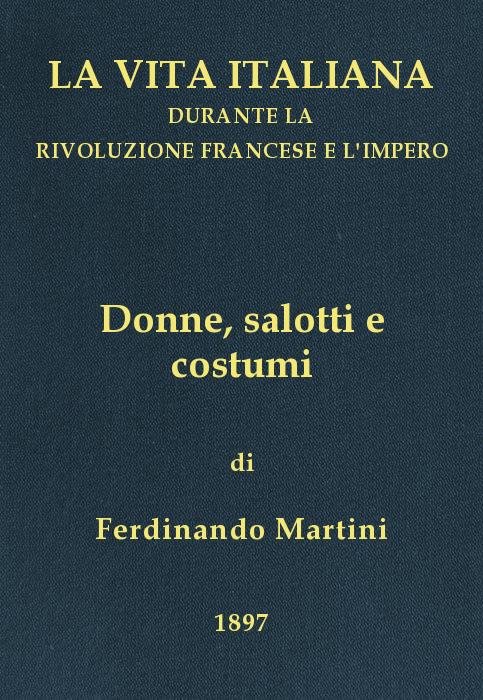 LA VITA ITALIANA
DURANTE LA
RIVOLUZIONE FRANCESE E L'IMPERO
Donne, salotti e
costumi
di
Ferdinando Martini
1897